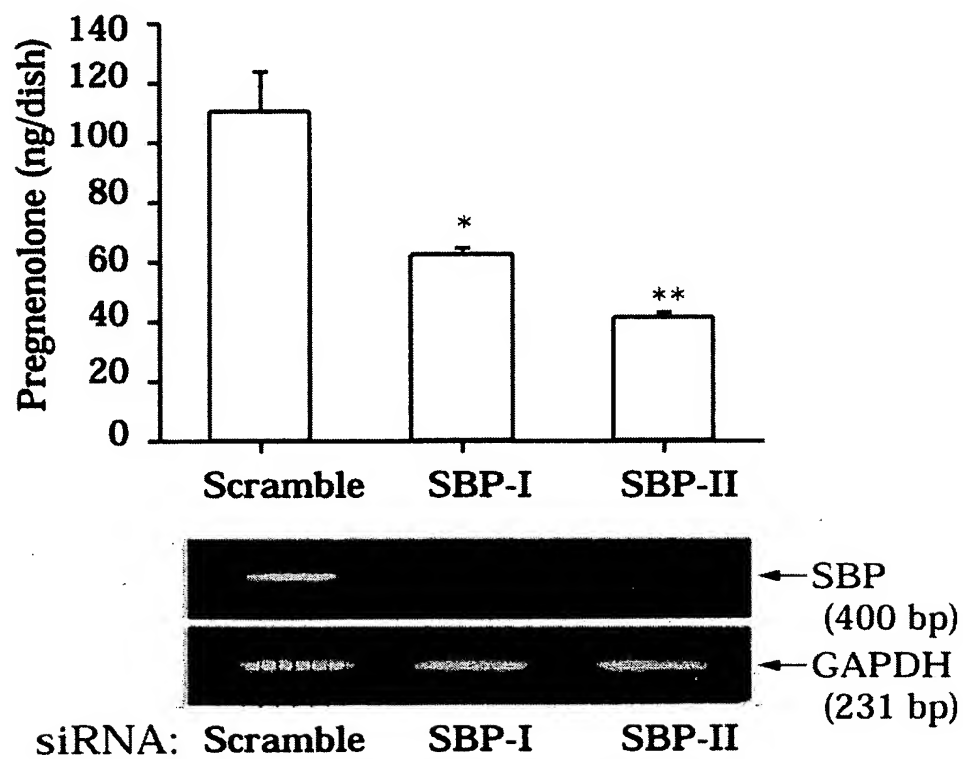 Pregnenolone (ng/dish)
140
120
100
80
60
40
20
0
*
**
Scramble SBP-I SBP-II
SBP
(400 bp)
GAPDH
(231 bp)
siRNA: Scramble SBP-I SBP-II